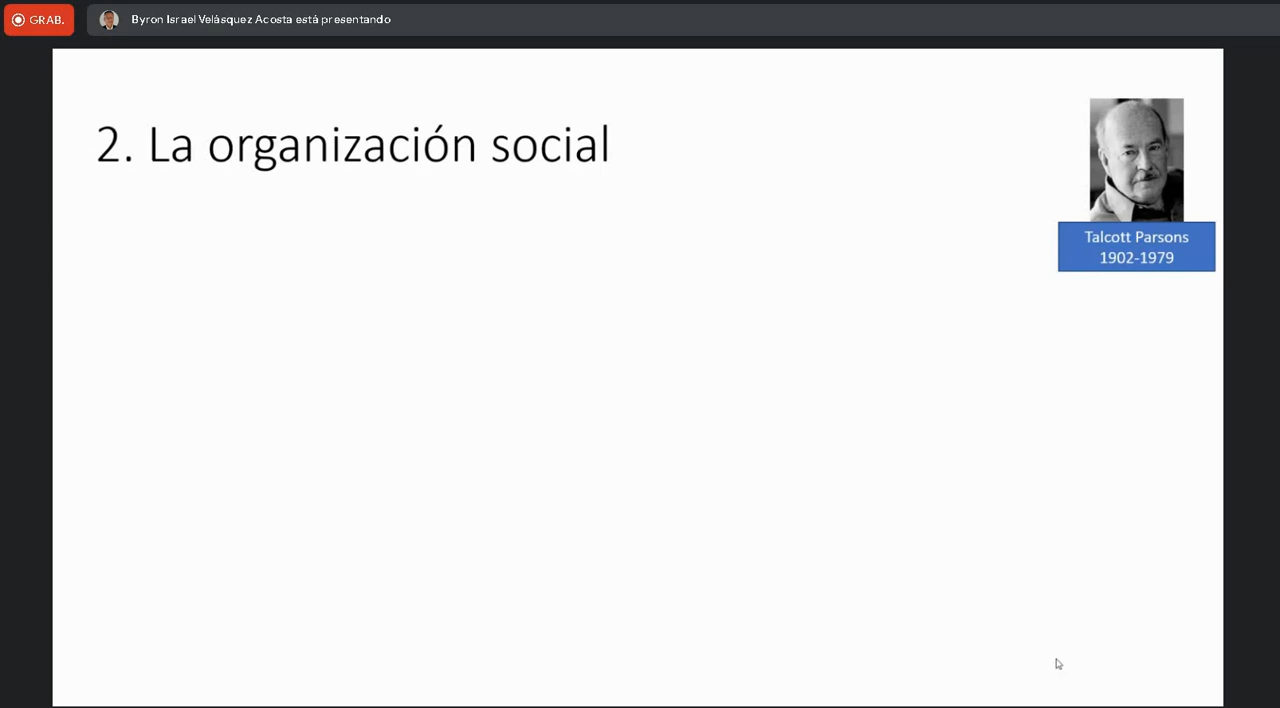 GRAB.
Byron Israel Velásquez Acosta está presentando
2. La organización social
Talcott Parsons
1902-1979